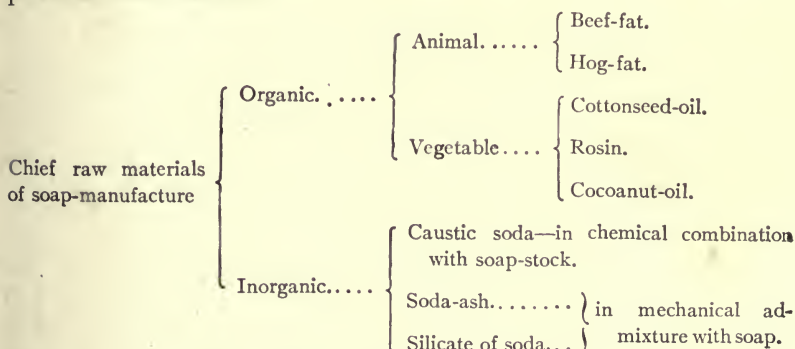 Beef-fat.
Animal......
Hog-fat.
Organic. . ....
Cottonseed-oil.
Vegetable....
Rosin.
Cocoanut-oil.
Chief raw materials
of soap-manufacture
Caustic soda—in chemical combination
with soap-stock.
Inorganic.....
Soda-ash........
in mechanical ad-
Silicate of soda...
mixture with soap.